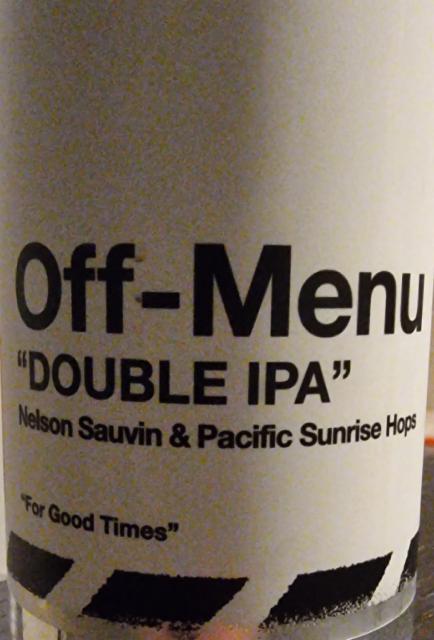 Off-Menu
“DOUBLE IPA”
Nelson Sauvin & Pacific Sunrise Hops
“For Good Times”